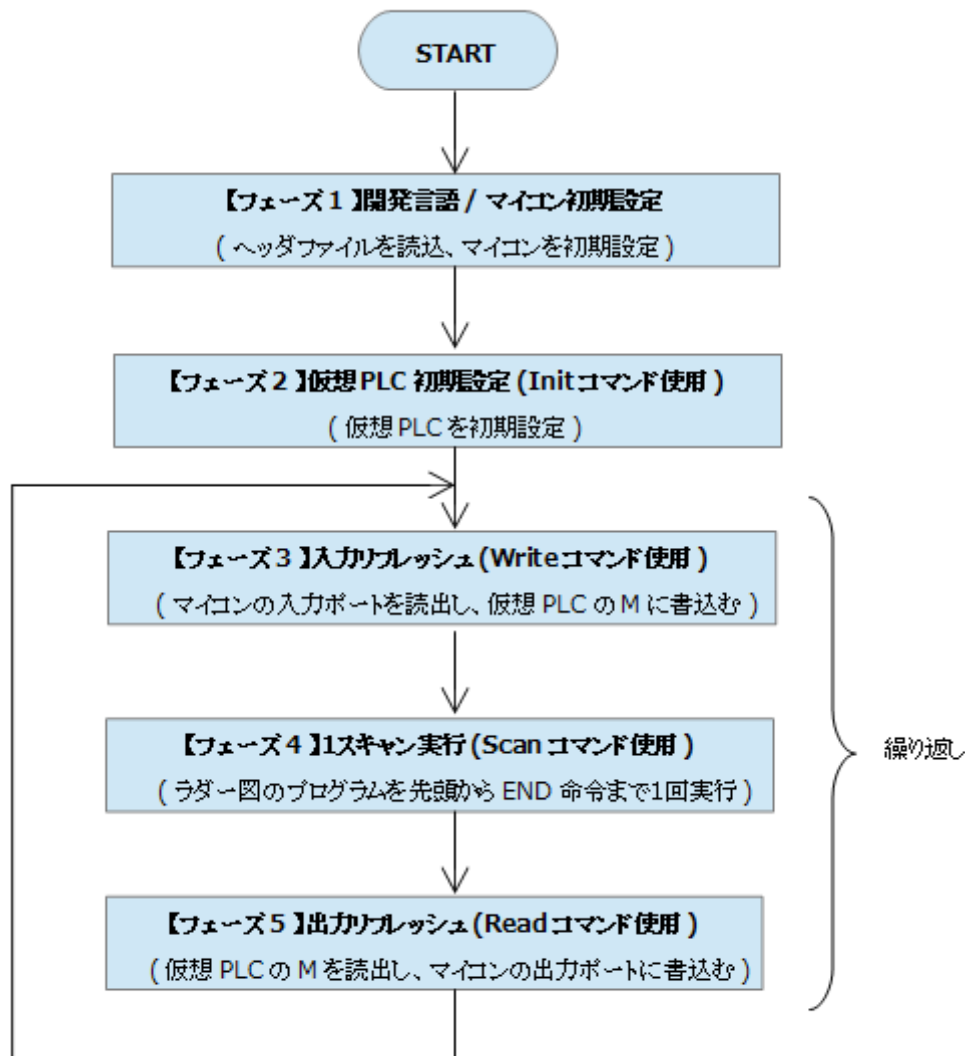 START
【フェーズ1】開発言語 / マイコン初期設定
( ヘッダファイルを読込、マイコンを初期設定 )
【フェーズ2】仮想PLC 初期設定 (Initコマンド使用 )
( 仮想 PLC を初期設定 )
【フェーズ3】入力リフレッシュ (Writeコマンド使用 )
( マイコンの入力ポートを読出し、仮想 PLC の M に書込む )
【フェーズ4】1スキャン実行 (Scan コマンド使用 )
( ラダー図のプログラムを先頭から END 命令まで1回実行 )
繰り返し
【フェーズ5】出力リフレッシュ (Read コマンド使用 )
( 仮想 PLC の M を読出し、マイコンの出力ポートに書込む )